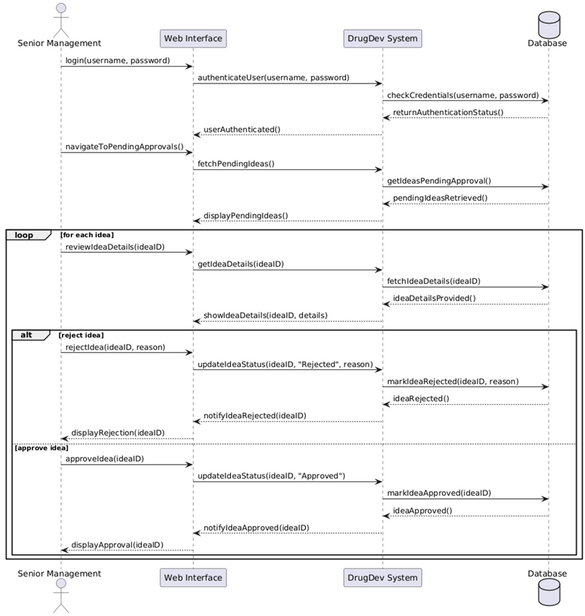 Senior Management
Web Interface
DrugDev System
Database
login(username, password)
authenticateUser(username, password)
checkCredentials(username, password)
returnAuthenticationStatus()
userAuthenticated()
navigateToPendingApprovals()
fetchPendingIdeas()
getIdeasPendingApproval()
pendingIdeasRetrieved()
displayPendingIdeas()
loop [for each idea]
reviewIdeaDetails(ideaID)
getIdeaDetails(ideaID)
fetchIdeaDetails(ideaID)
ideaDetailsProvided()
showIdeaDetails(ideaID, details)
alt [reject idea]
rejectIdea(ideaID, reason)
updateIdeaStatus(ideaID, "Rejected", reason)
markIdeaRejected(ideaID, reason)
ideaRejected()
notifyIdeaRejected(ideaID)
displayRejection(ideaID)
[approve idea]
approveIdea(ideaID)
updateIdeaStatus(ideaID, "Approved")
markIdeaApproved(ideaID)
ideaApproved()
notifyIdeaApproved(ideaID)
displayApproval(ideaID)
Senior Management
Web Interface
DrugDev System
Database